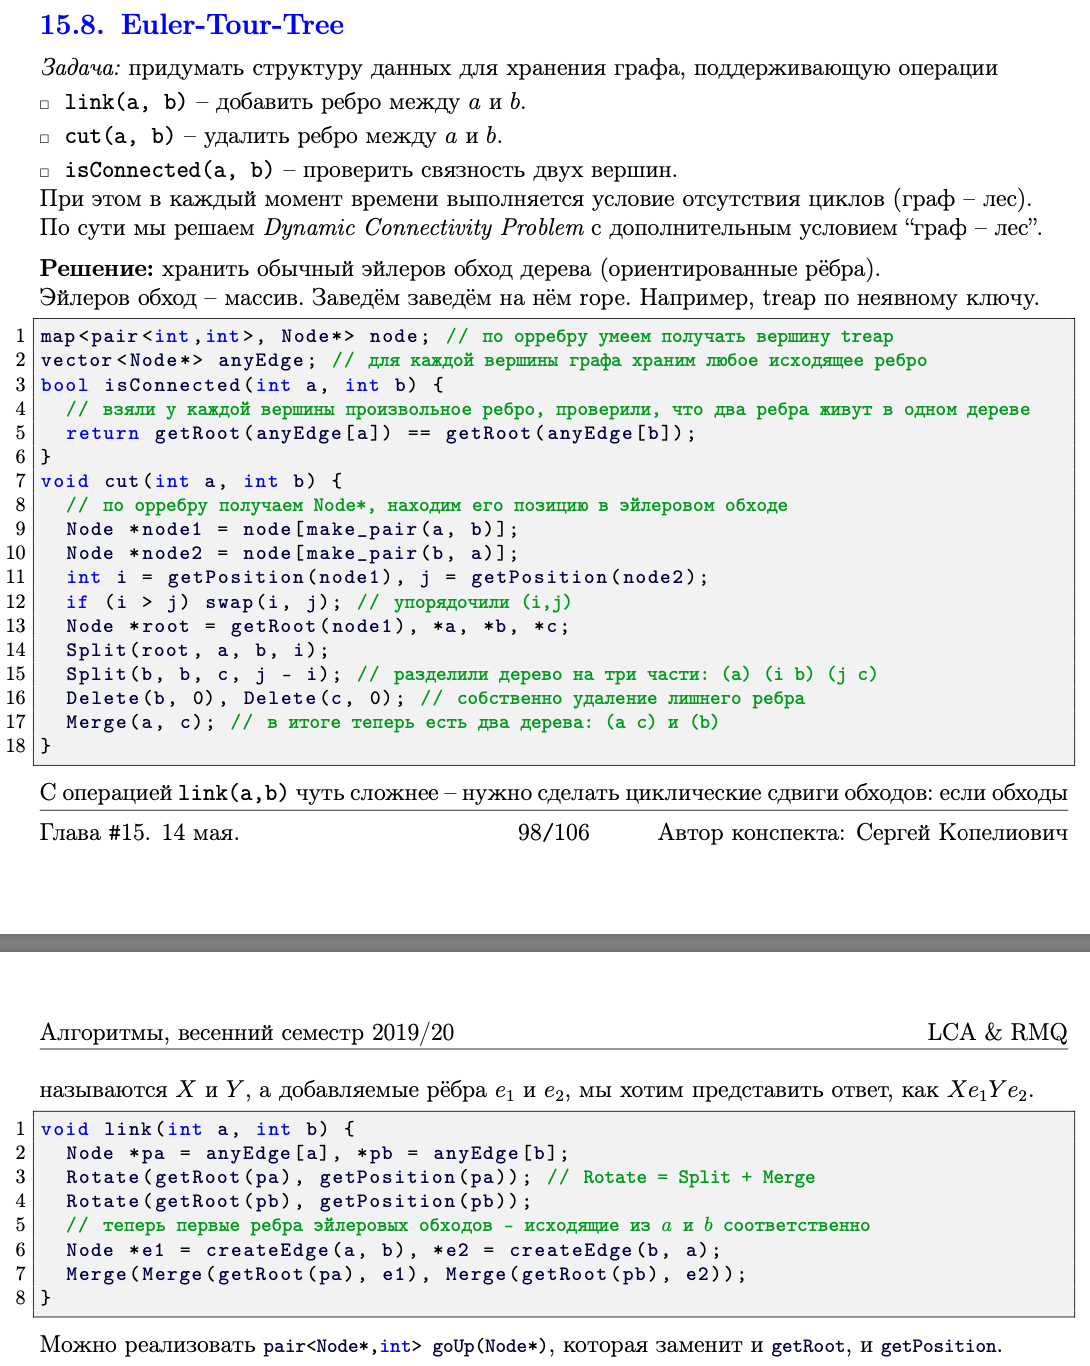 15.8. Euler-Tour-Tree
Задача: придумать структуру данных для хранения графа, поддерживающую операции
□ link(a, b) – добавить ребро между a и b.
□ cut(a, b) – удалить ребро между a и b.
□ isConnected(a, b) – проверить связность двух вершин.
При этом в каждый момент времени выполняется условие отсутствия циклов (граф – лес).
По сути мы решаем Dynamic Connectivity Problem с дополнительным условием “граф – лес”.
Решение: хранить обычный эйлеров обход дерева (ориентированные рёбра).
Эйлеров обход – массив. Заведём заведём на нём rope. Например, treap по неявному ключу.
1 map<pair<int,int>, Node*> node; // по орребру умеем получать вершину treap
2 vector<Node*> anyEdge; // для каждой вершины графа храним любое исходящее ребро
3 bool isConnected(int a, int b) {
4   // взяли у каждой вершины произвольное ребро, проверили, что два ребра живут в одном дереве
5   return getRoot(anyEdge[a]) == getRoot(anyEdge[b]);
6 }
7 void cut(int a, int b) {
8   // по орребру получаем Node*, находим его позицию в эйлеровом обходе
9   Node *node1 = node[make_pair(a, b)];
10   Node *node2 = node[make_pair(b, a)];
11   int i = getPosition(node1), j = getPosition(node2);
12   if (i > j) swap(i, j); // упорядочили (i,j)
13   Node *root = getRoot(node1), *a, *b, *c;
14   Split(root, a, b, i);
15   Split(b, b, c, j - i); // разделили дерево на три части: (a) (i b) (j c)
16   Delete(b, 0), Delete(c, 0); // собственно удаление лишнего ребра
17   Merge(a, c); // в итоге теперь есть два дерева: (a c) и (b)
18 }
С операцией link(a,b) чуть сложнее – нужно сделать циклические сдвиги обходов: если обходы
Глава #15. 14 мая. 98/106 Автор конспекта: Сергей Копелиович
Алгоритмы, весенний семестр 2019/20 LCA & RMQ
называются X и Y, а добавляемые рёбра e₁ и e₂, мы хотим представить ответ, как Xe₁Ye₂.
1 void link(int a, int b) {
2   Node *pa = anyEdge[a], *pb = anyEdge[b];
3   Rotate(getRoot(pa), getPosition(pa)); // Rotate = Split + Merge
4   Rotate(getRoot(pb), getPosition(pb));
5   // теперь первые ребра эйлеровых обходов - исходящие из a и b соответственно
6   Node *e1 = createEdge(a, b), *e2 = createEdge(b, a);
7   Merge(Merge(getRoot(pa), e1), Merge(getRoot(pb), e2));
8 }
Можно реализовать pair<Node*,int> goUp(Node*), которая заменит и getRoot, и getPosition.